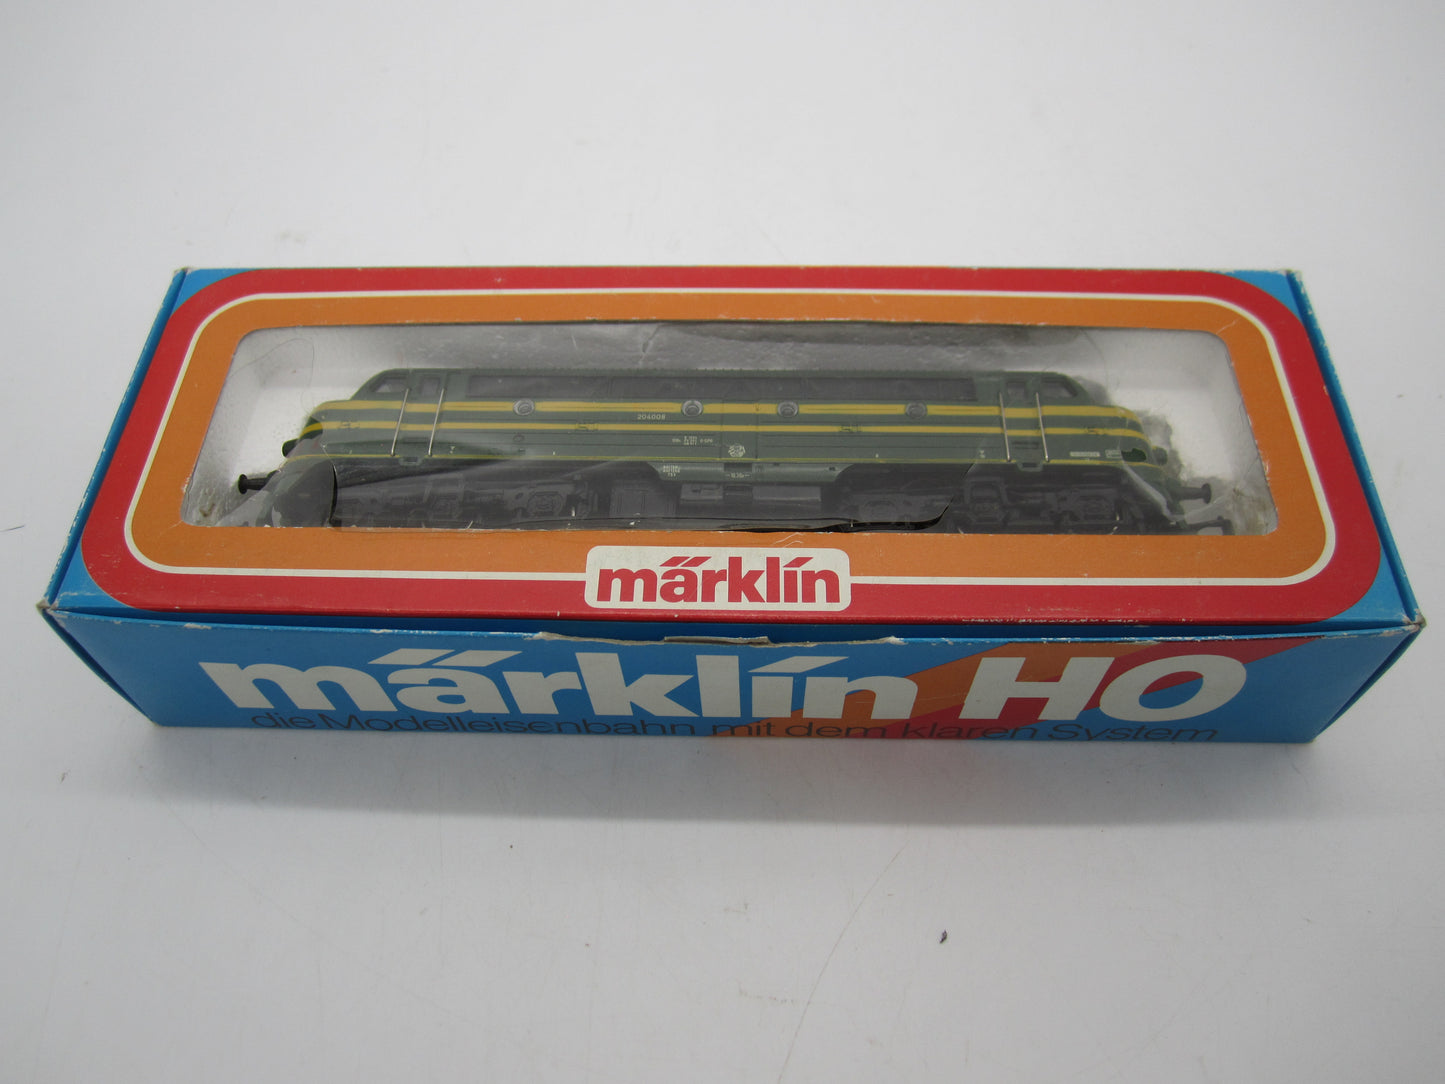 204008
märklin
märklin HO
die Modelleisenbahn mit dem klaren System